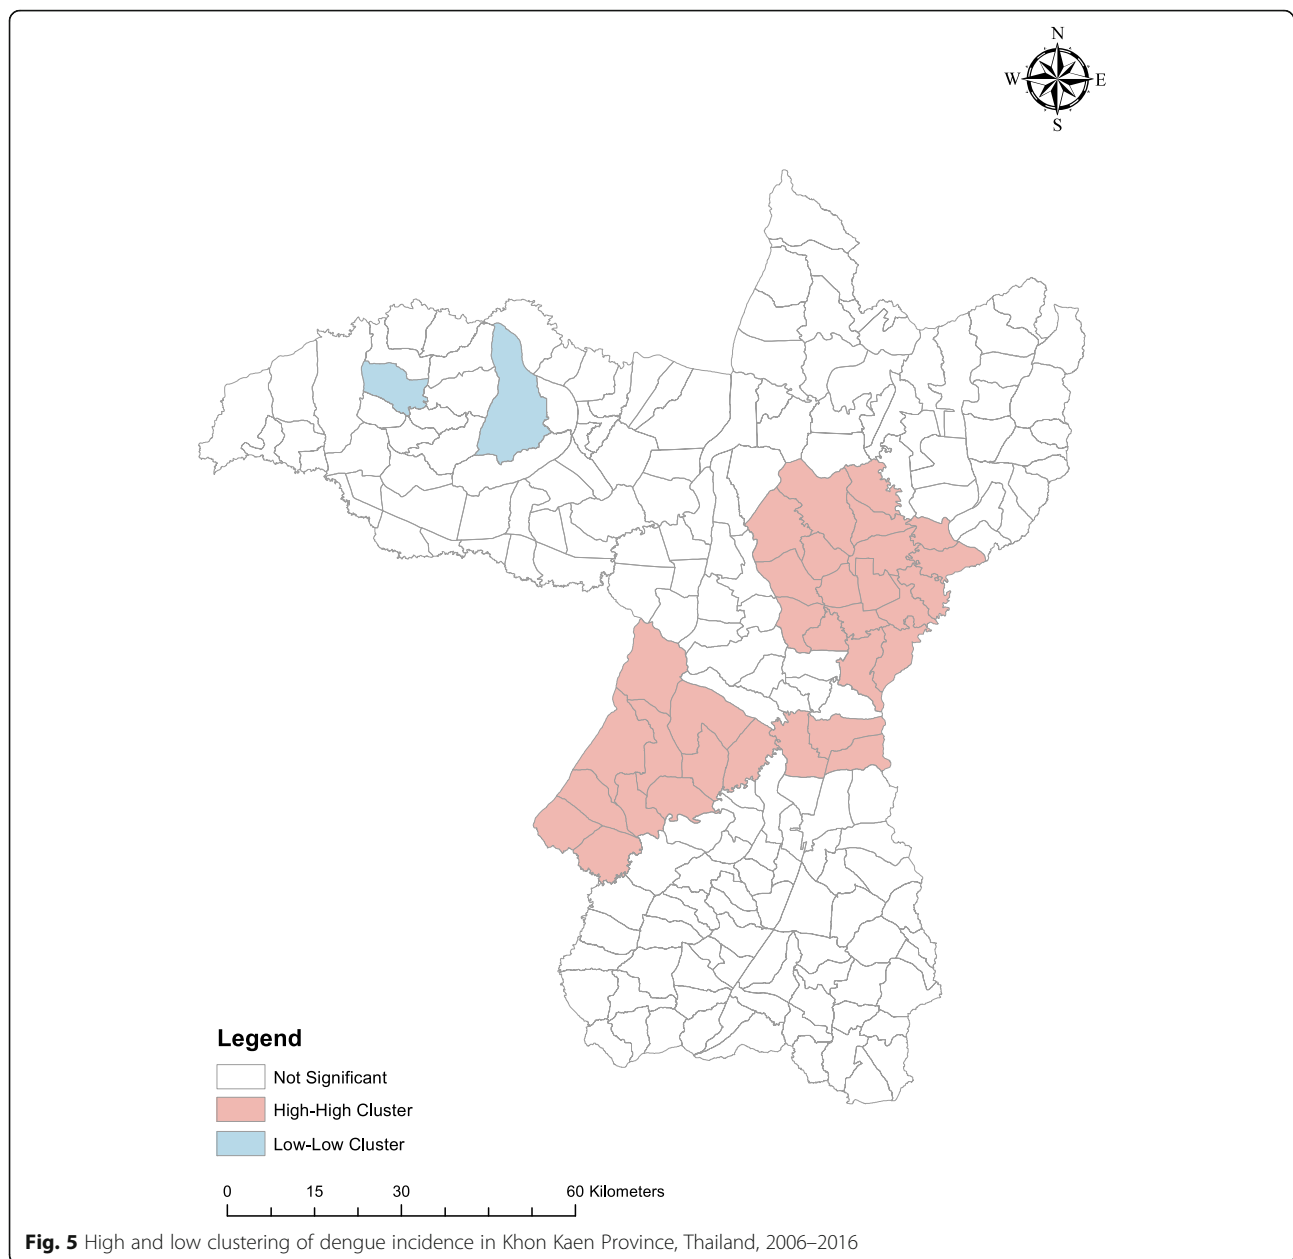 N
W E
S
Legend
Not Significant
High-High Cluster
Low-Low Cluster
0 15 30 60 Kilometers
Fig. 5 High and low clustering of dengue incidence in Khon Kaen Province, Thailand, 2006–2016